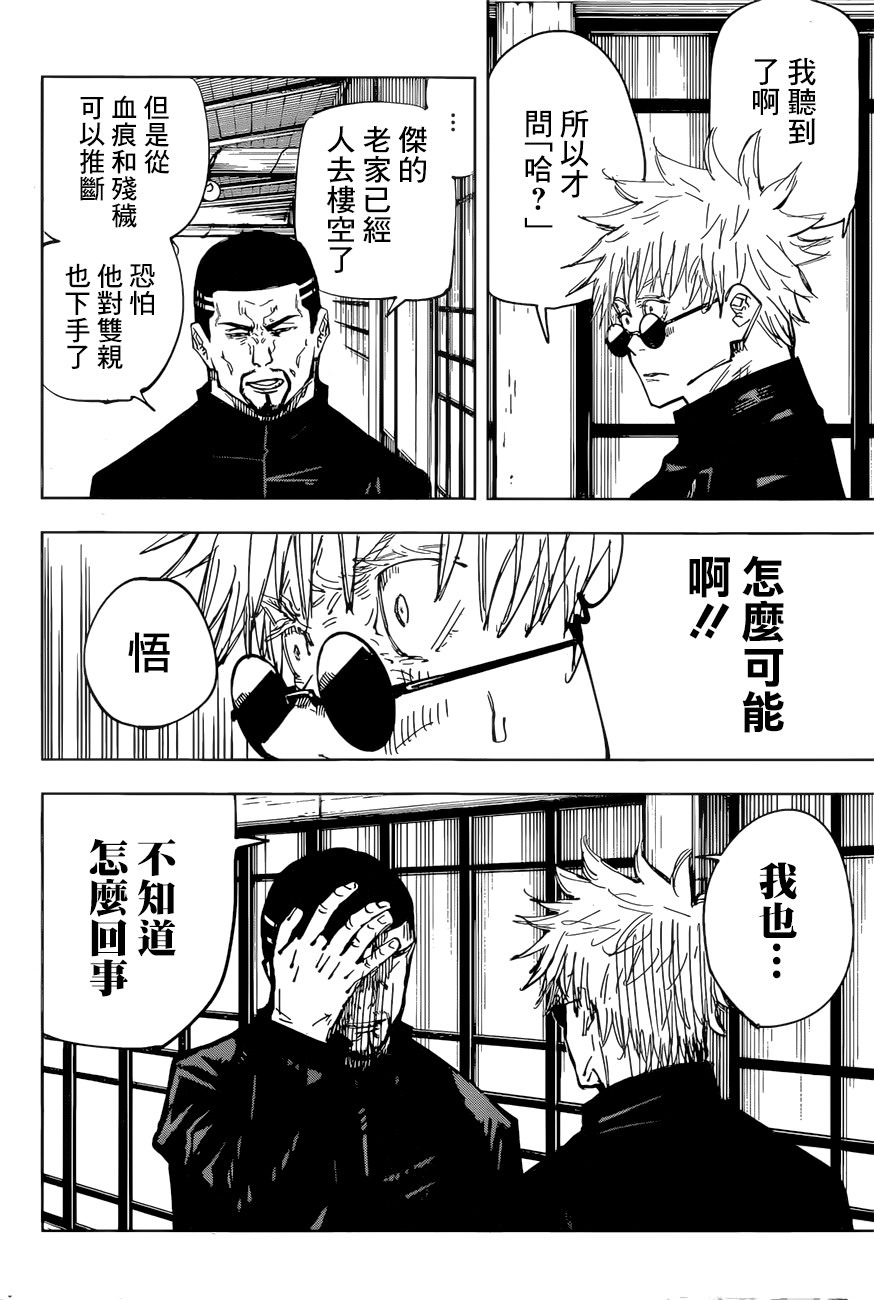 我聽到
了啊
所以才
問「哈?」
…
傑的
老家已經
人去樓空了
但是從
血痕和殘穢
可以推斷
恐怕
他對雙親
也下手了
怎麼可能
啊!!
悟
我也…
不知道
怎麼回事